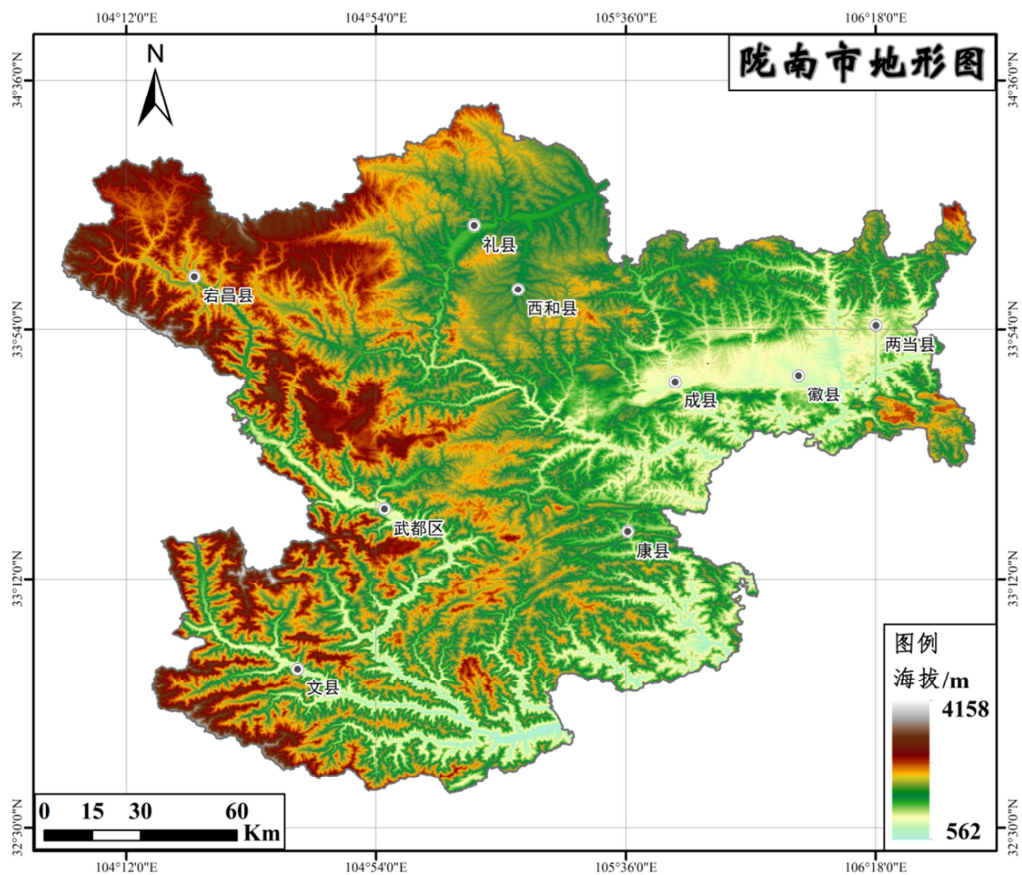 104°12'0"E
104°54'0"E
105°36'0"E
106°18'0"E
陇南市地形图
N
34°36'0"N
34°36'0"N
礼县
宕昌县
西和县
33°54'0"N
33°54'0"N
两当县
成县
徽县
武都区
康县
33°12'0"N
33°12'0"N
文县
图例
海拔/m
4158
562
0 15 30 60
Km
32°30'0"N
32°30'0"N
104°12'0"E
104°54'0"E
105°36'0"E
106°18'0"E